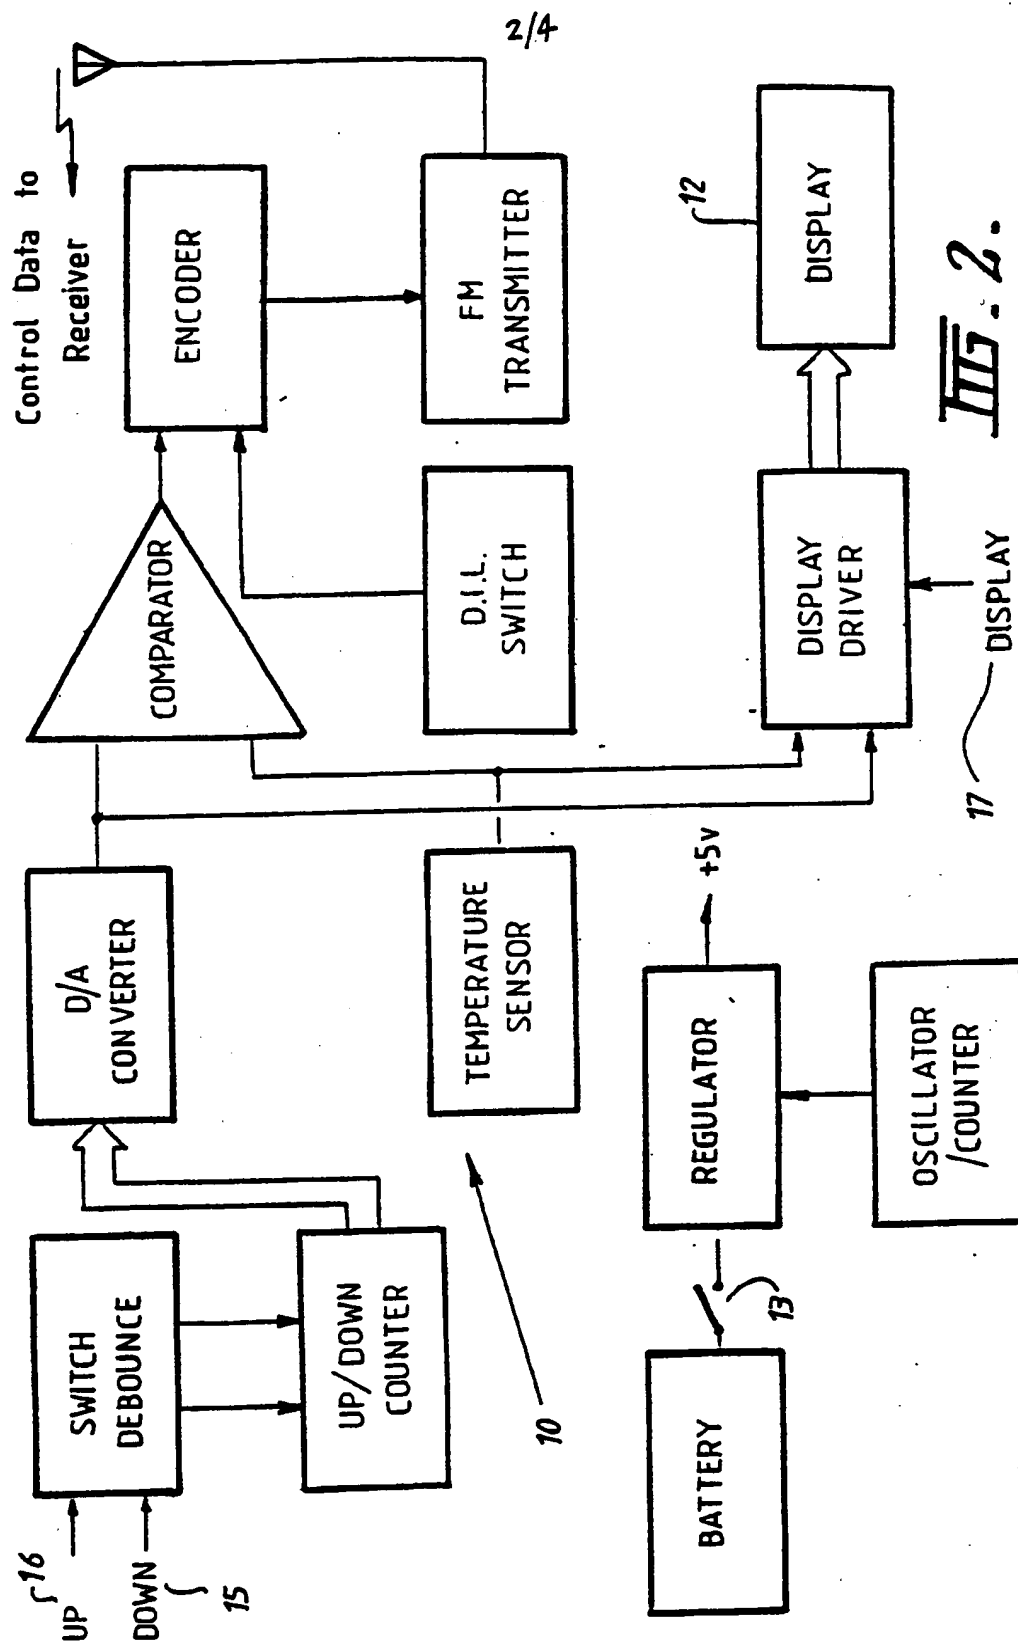 2/4
Control Data to
Receiver
UP
16
DOWN
15
SWITCH
DEBOUNCE
UP/DOWN
COUNTER
D/A
CONVERTER
COMPARATOR
ENCODER
10
TEMPERATURE
SENSOR
D.I.L.
SWITCH
FM
TRANSMITTER
BATTERY
13
REGULATOR
+5v
OSCILLATOR
/COUNTER
DISPLAY
DRIVER
17
DISPLAY
12
DISPLAY
FIG. 2.